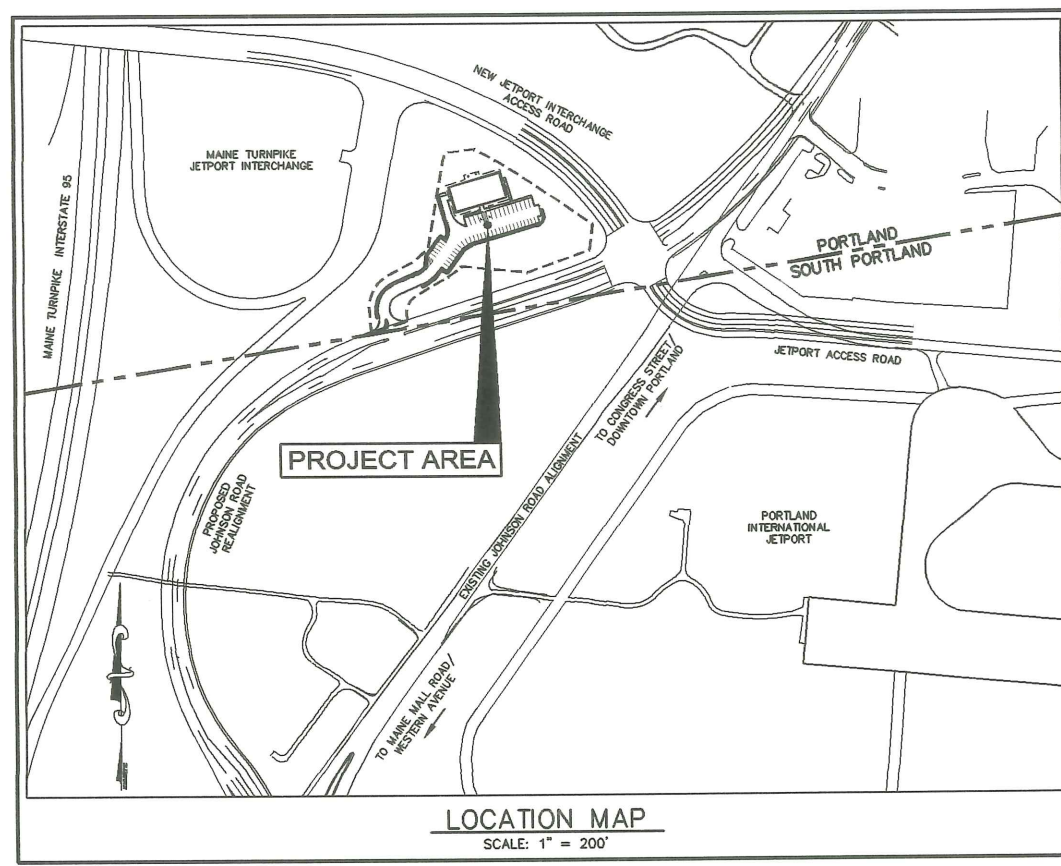 NEW JETPORT INTERCHANGE
ACCESS ROAD
MAINE TURNPIKE
JETPORT INTERCHANGE
MAINE TURNPIKE INTERSTATE 95
PORTLAND
SOUTH PORTLAND
JETPORT ACCESS ROAD
TO CONGRESS STREET/
DOWNTOWN PORTLAND
PROJECT AREA
PROPOSED
JOHNSON ROAD
REALIGNMENT
EXISTING JOHNSON ROAD ALIGNMENT
PORTLAND
INTERNATIONAL
JETPORT
TO MAINE MALL ROAD/
WESTERN AVENUE
LOCATION MAP
SCALE: 1" = 200'